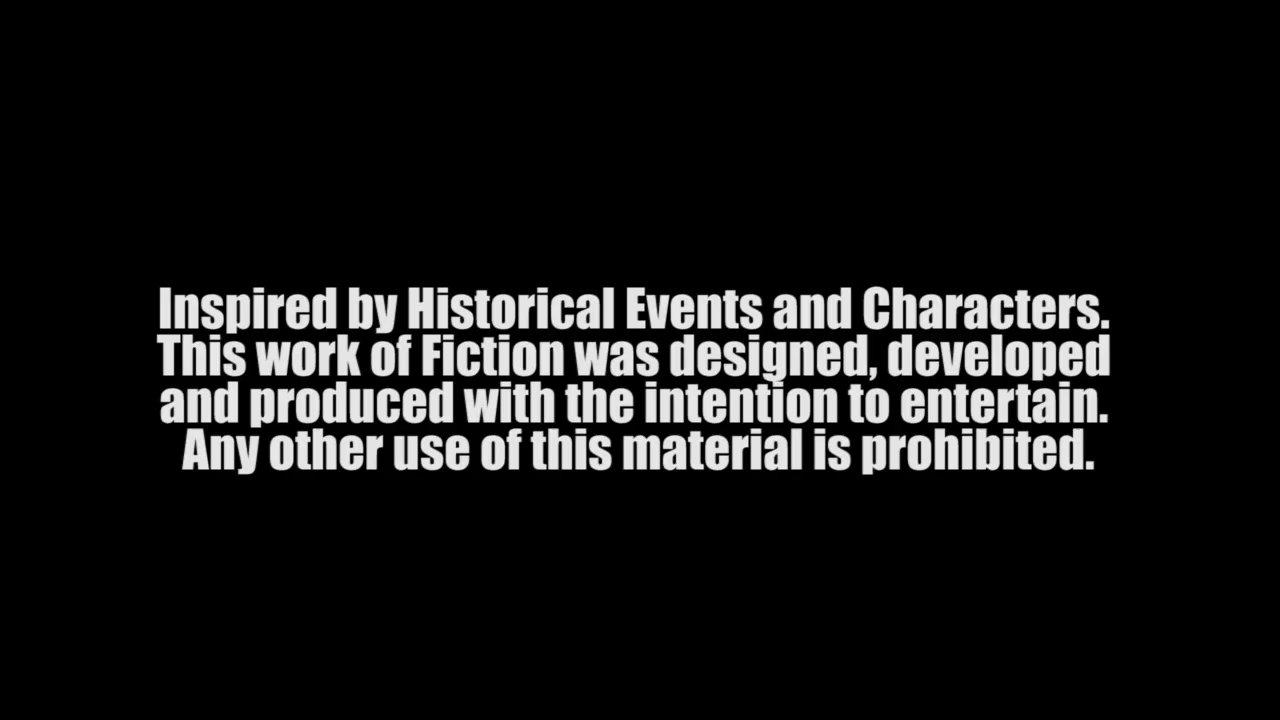 Inspired by Historical Events and Characters.
This work of Fiction was designed, developed
and produced with the intention to entertain.
Any other use of this material is prohibited.